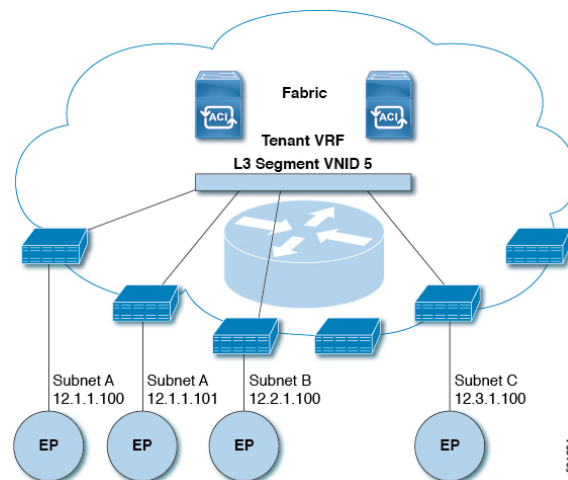 Fabric
ACI
ACI
Tenant VRF
L3 Segment VNID 5
Subnet A
12.1.1.100
Subnet A
12.1.1.101
Subnet B
12.2.1.100
Subnet C
12.3.1.100
EP
EP
EP
EP